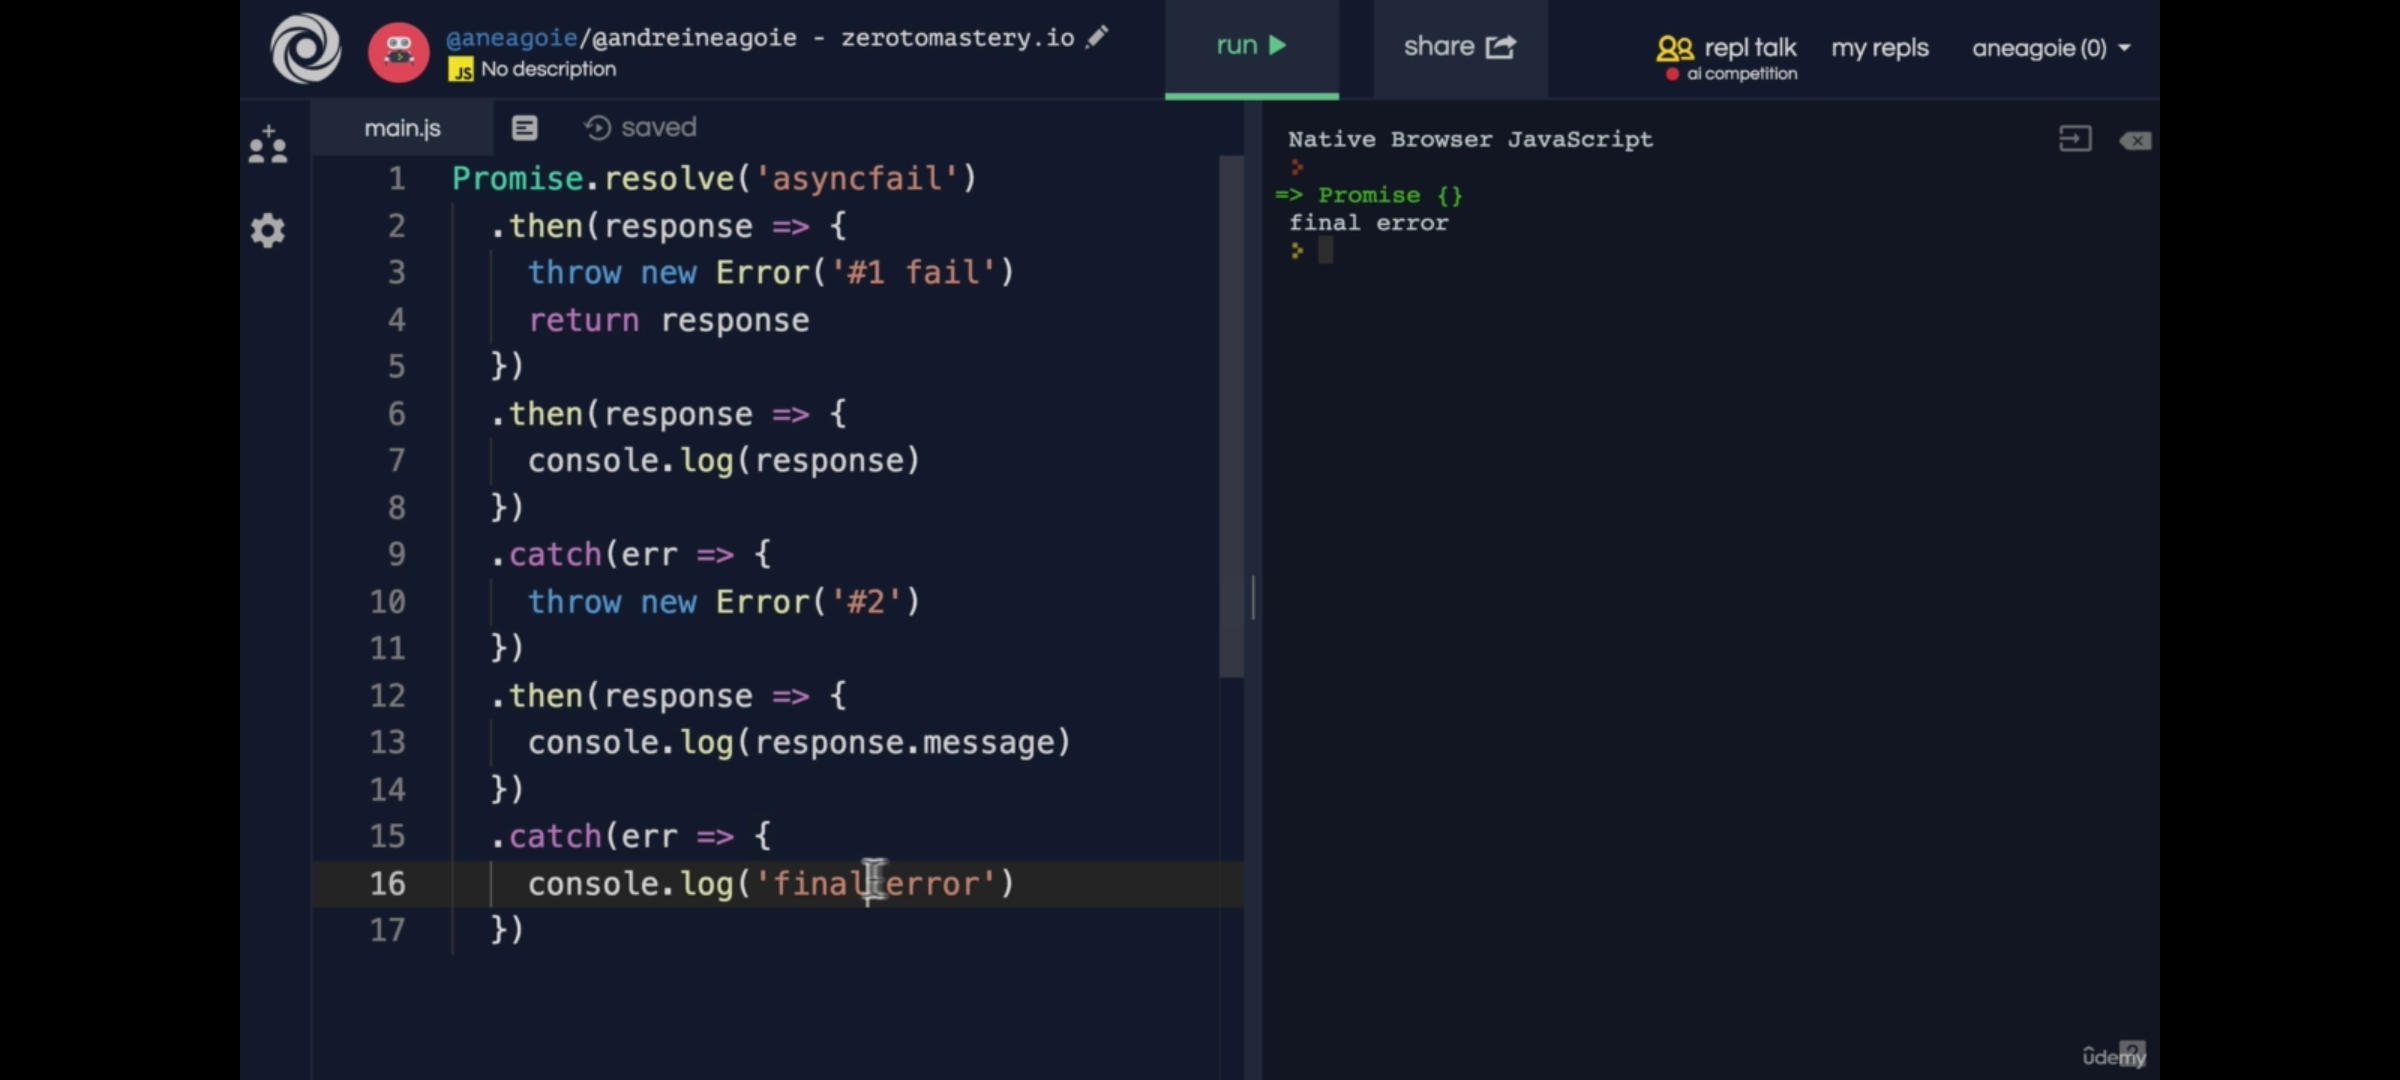 @aneagoie/@andreineagoie - zerotomastery.io
JS No description
run
share
repl talk
ai competition
my repls
aneagoie (0)
main.js
saved
1 Promise.resolve('asyncfail')
2 .then(response => {
3 throw new Error('#1 fail')
4 return response
5 })
6 .then(response => {
7 console.log(response)
8 })
9 .catch(err => {
10 throw new Error('#2')
11 })
12 .then(response => {
13 console.log(response.message)
14 })
15 .catch(err => {
16 console.log('final error')
17 })
Native Browser JavaScript
=> Promise {}
final error
ûdemy
?